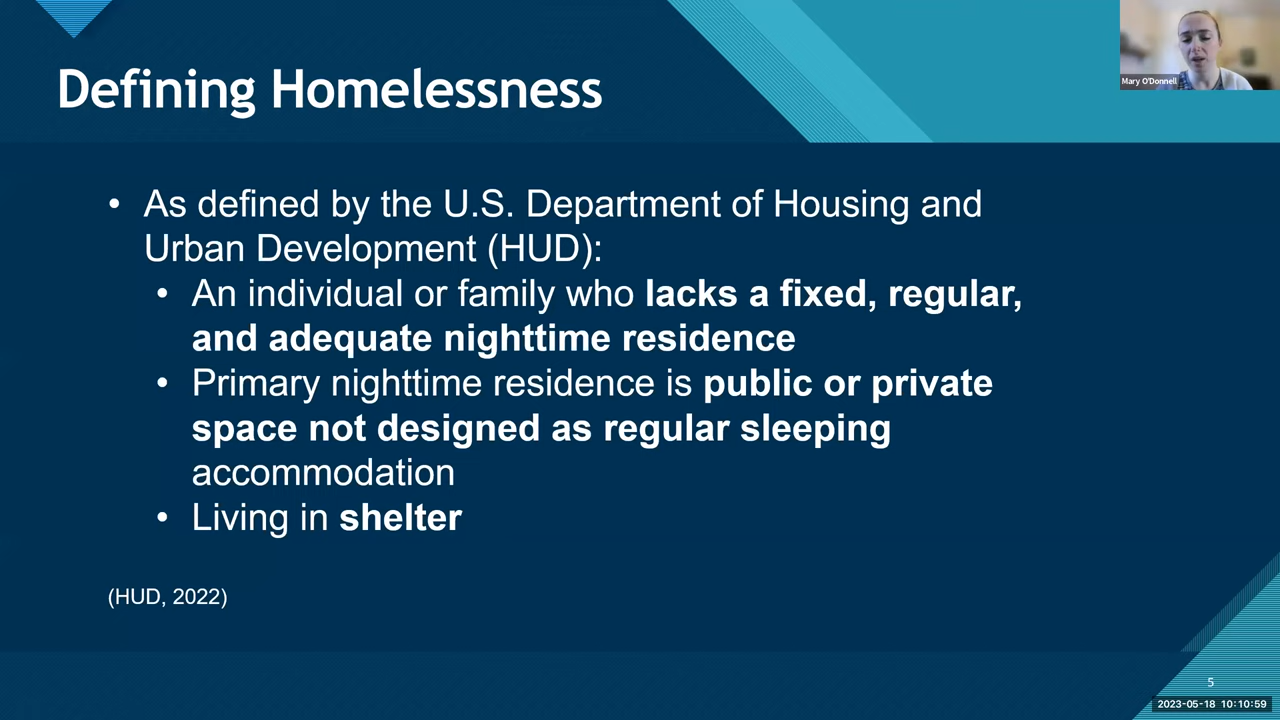 Defining Homelessness
Mary O'Donnell
• As defined by the U.S. Department of Housing and
Urban Development (HUD):
• An individual or family who lacks a fixed, regular,
and adequate nighttime residence
• Primary nighttime residence is public or private
space not designed as regular sleeping
accommodation
• Living in shelter
(HUD, 2022)
5
2023-05-18 10:10:59